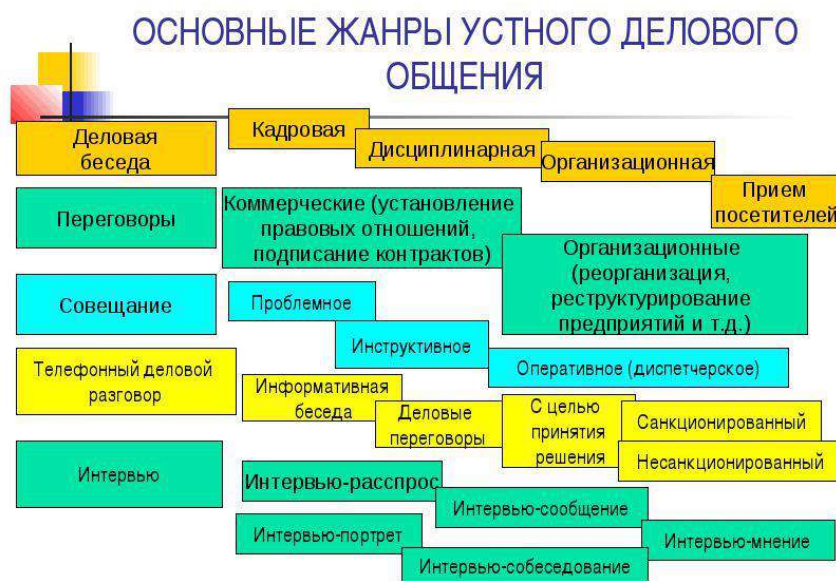 ОСНОВНЫЕ ЖАНРЫ УСТНОГО ДЕЛОВОГО
ОБЩЕНИЯ
Деловая
беседа
Кадровая
Дисциплинарная
Организационная
Прием
посетителей
Переговоры
Коммерческие (установление
правовых отношений,
подписание контрактов)
Организационные
(реорганизация,
реструктурирование
предприятий и т.д.)
Совещание
Проблемное
Инструктивное
Оперативное (диспетчерское)
Телефонный деловой
разговор
Информативная
беседа
Деловые
переговоры
С целью
принятия
решения
Санкционированный
Несанкционированный
Интервью
Интервью-расспрос
Интервью-сообщение
Интервью-портрет
Интервью-мнение
Интервью-собеседование